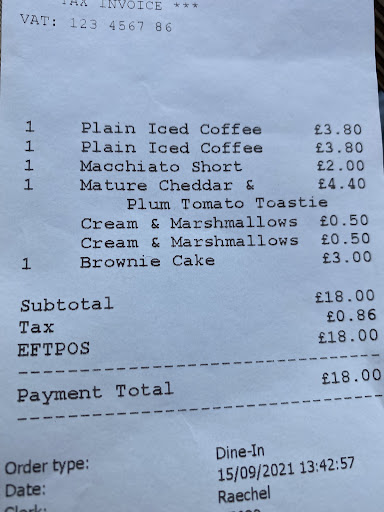 TAX INVOICE ***
VAT: 123 4567 86
1 Plain Iced Coffee £3.80
1 Plain Iced Coffee £3.80
1 Macchiato Short £2.00
1 Mature Cheddar & £4.40
Plum Tomato Toastie
Cream & Marshmallows £0.50
Cream & Marshmallows £0.50
1 Brownie Cake £3.00
Subtotal £18.00
Tax £0.86
EFTPOS £18.00
Payment Total £18.00
Order type: Dine-In
Date: 15/09/2021 13:42:57
Clerk: Raechel